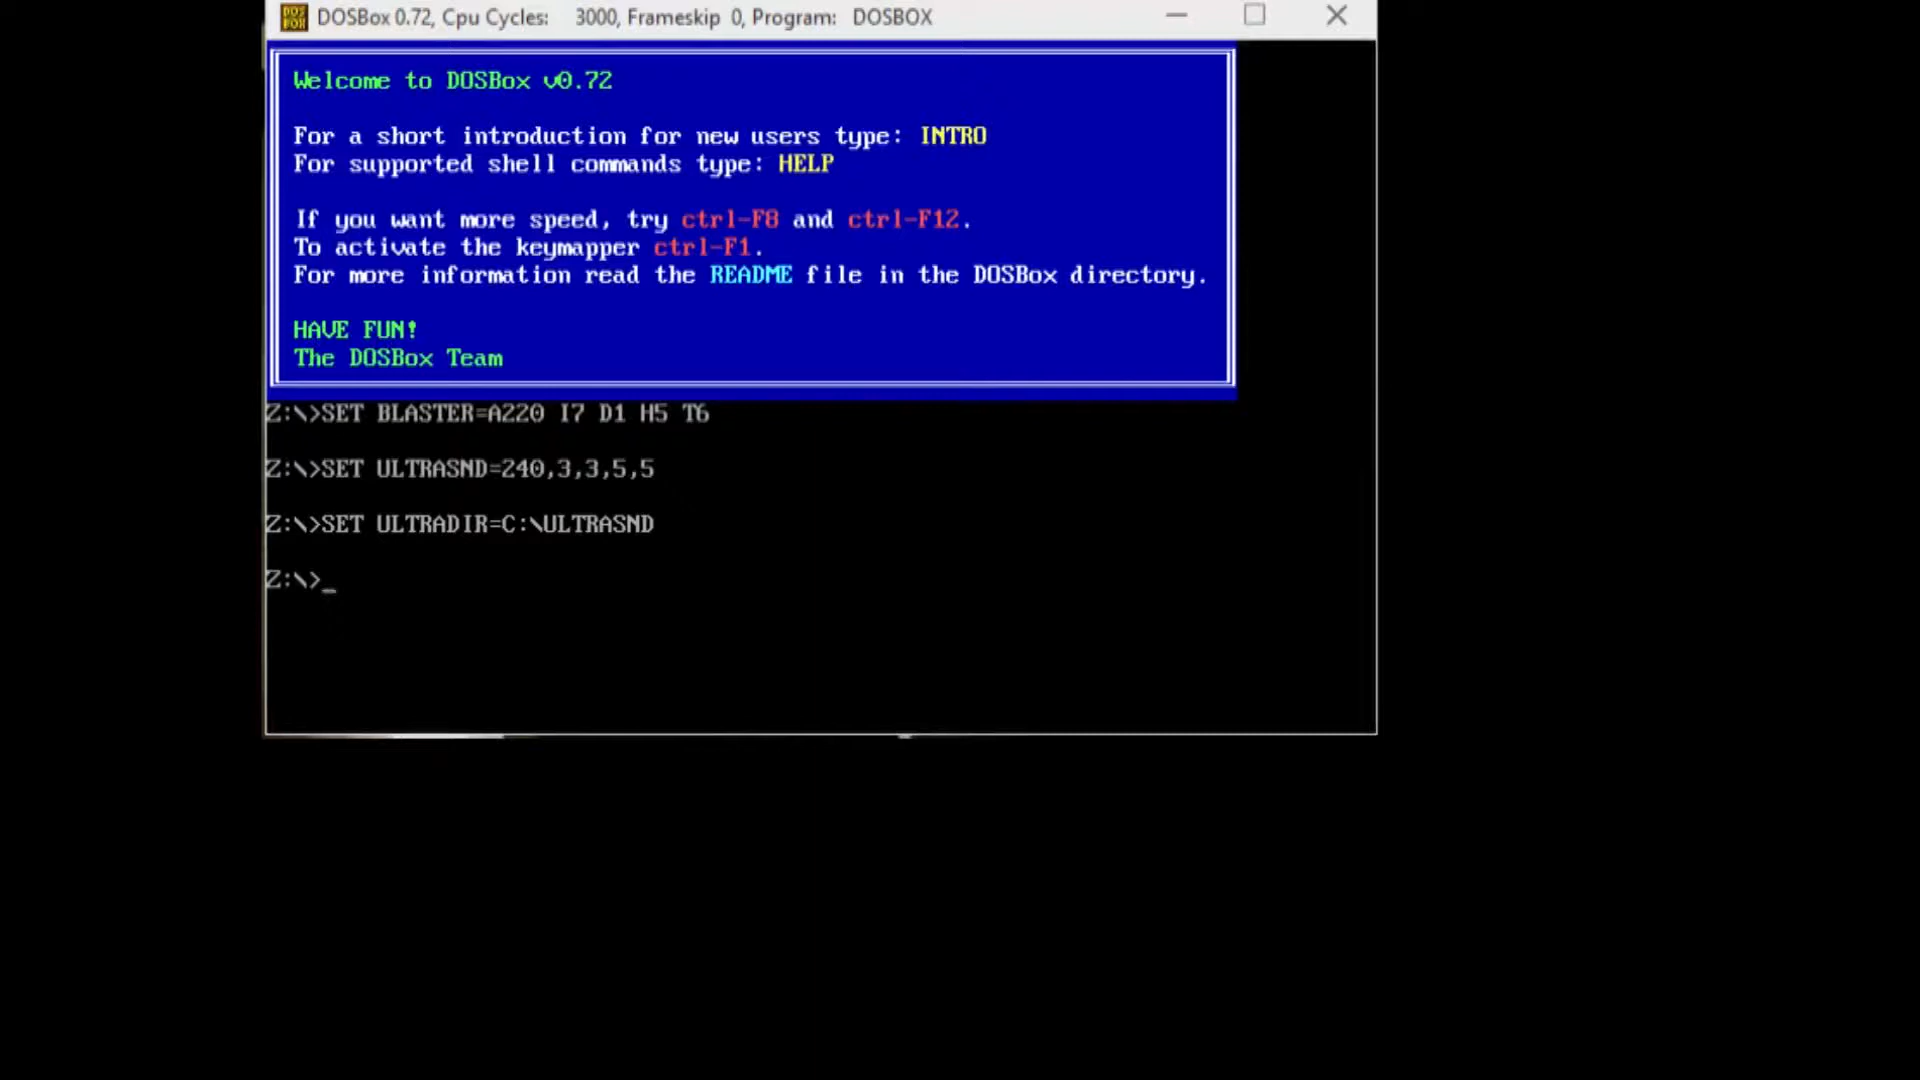 DOS BOX DOSBox 0.72, Cpu Cycles: 3000, Frameskip 0, Program: DOSBOX
Welcome to DOSBox v0.72
For a short introduction for new users type: INTRO
For supported shell commands type: HELP
If you want more speed, try ctrl-F8 and ctrl-F12.
To activate the keymapper ctrl-F1.
For more information read the README file in the DOSBox directory.
HAVE FUN!
The DOSBox Team
Z:\>SET BLASTER=A220 I7 D1 H5 T6
Z:\>SET ULTRASND=240,3,3,5,5
Z:\>SET ULTRADIR=C:\ULTRASND
Z:\>_